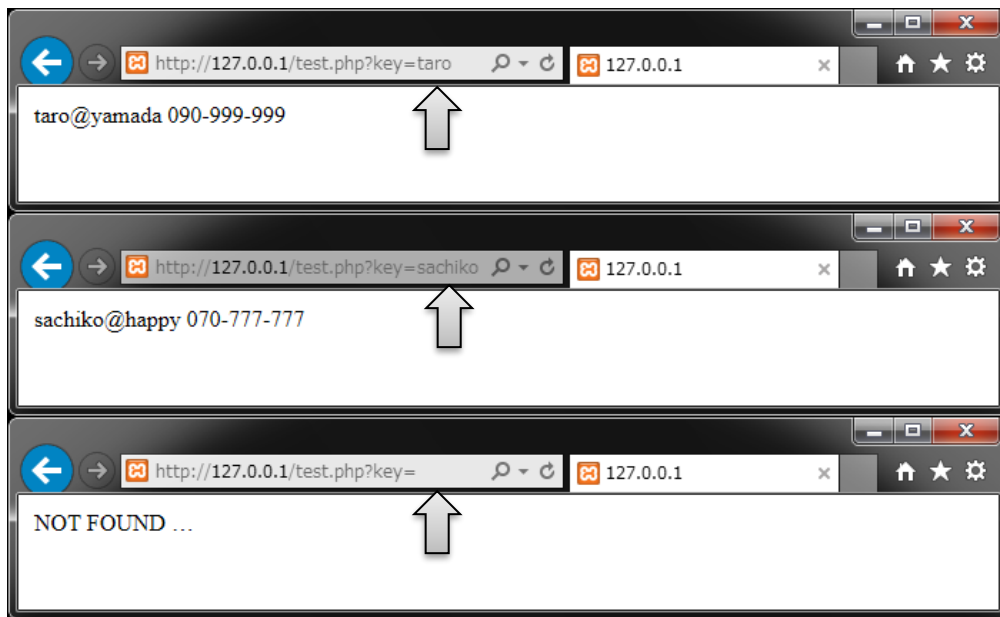 http://127.0.0.1/test.php?key=taro 127.0.0.1
taro@yamada 090-999-999
http://127.0.0.1/test.php?key=sachiko 127.0.0.1
sachiko@happy 070-777-777
http://127.0.0.1/test.php?key= 127.0.0.1
NOT FOUND …